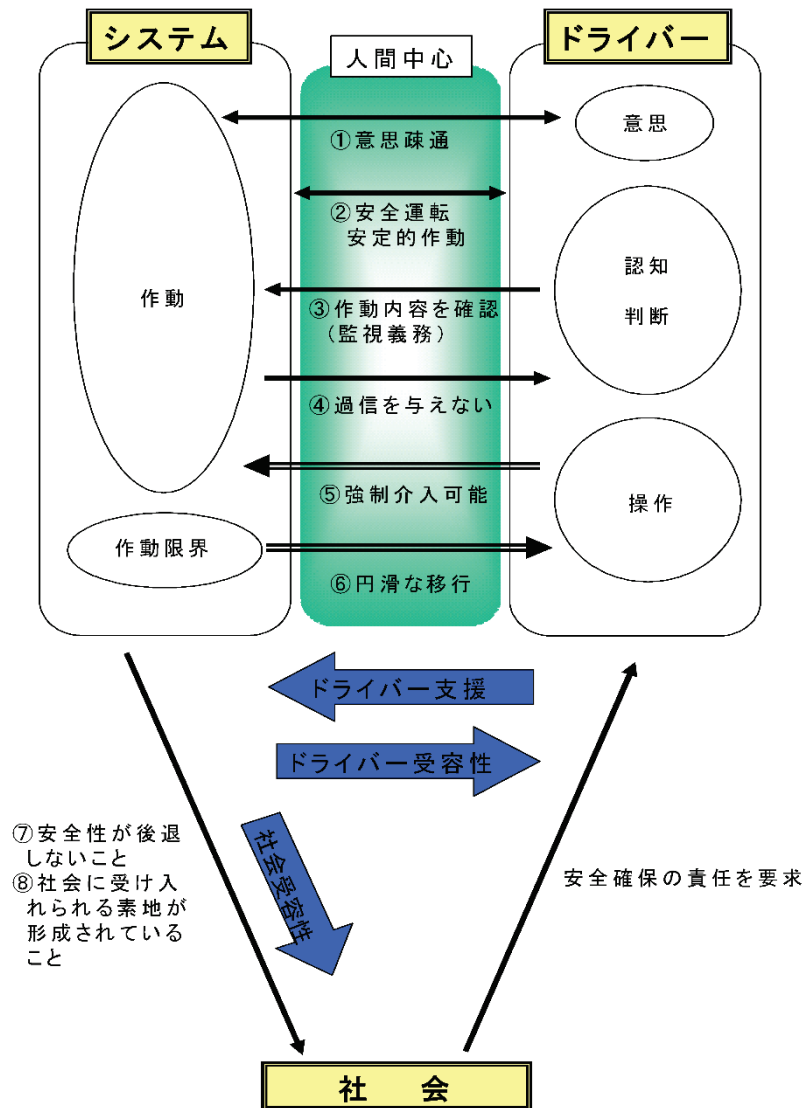 システム
人間中心
ドライバー
①意思疎通
意思
②安全運転
安定的作動
作動
認知
判断
③作動内容を確認
(監視義務)
④過信を与えない
⑤強制介入可能
操作
作動限界
⑥円滑な移行
ドライバー支援
ドライバー受容性
社会受容性
⑦安全性が後退
しないこと
⑧社会に受け入
れられる素地が
形成されている
こと
安全確保の責任を要求
社 会